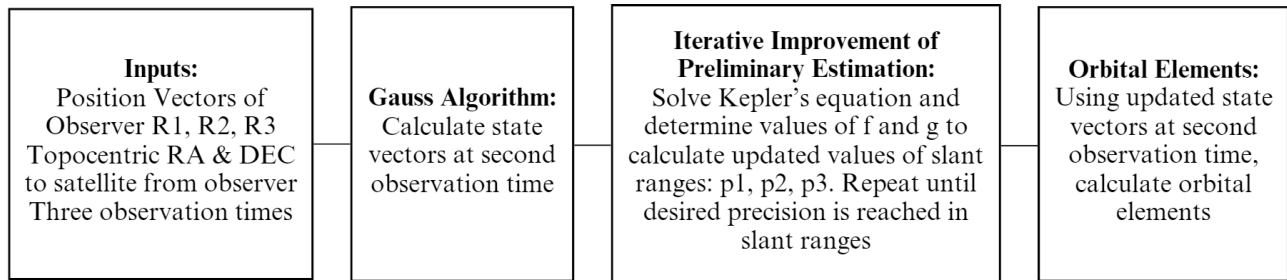 Inputs:
Position Vectors of
Observer R1, R2, R3
Topocentric RA & DEC
to satellite from observer
Three observation times
Gauss Algorithm:
Calculate state
vectors at second
observation time
Iterative Improvement of
Preliminary Estimation:
Solve Kepler's equation and
determine values of f and g to
calculate updated values of slant
ranges: p1, p2, p3. Repeat until
desired precision is reached in
slant ranges
Orbital Elements:
Using updated state
vectors at second
observation time,
calculate orbital
elements